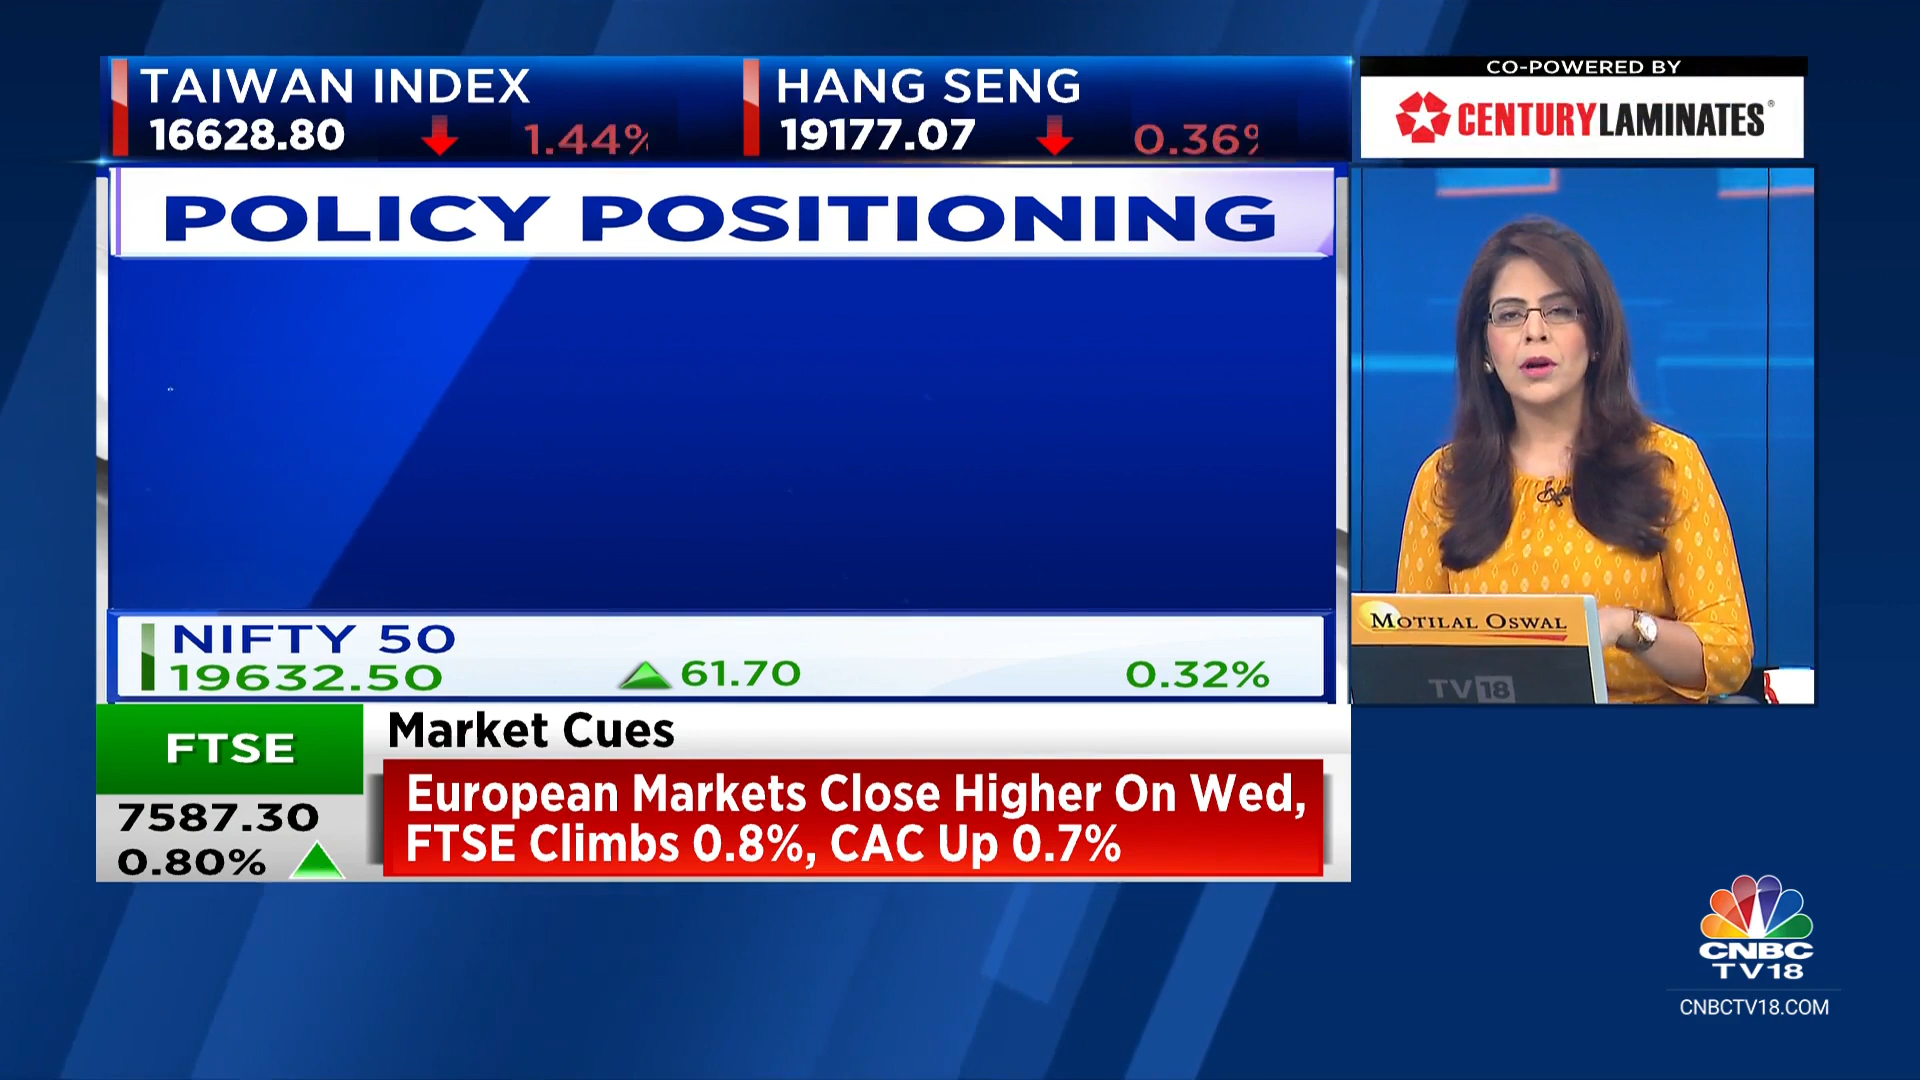 TAIWAN INDEX
16628.80 1.44%
HANG SENG
19177.07 0.36%
CO-POWERED BY
CENTURYLAMINATES®
POLICY POSITIONING
NIFTY 50
19632.50 61.70 0.32%
MOTILAL OSWAL
TV18
FTSE
7587.30
0.80%
Market Cues
European Markets Close Higher On Wed,
FTSE Climbs 0.8%, CAC Up 0.7%
CNBC
TV18
CNBCTV18.COM